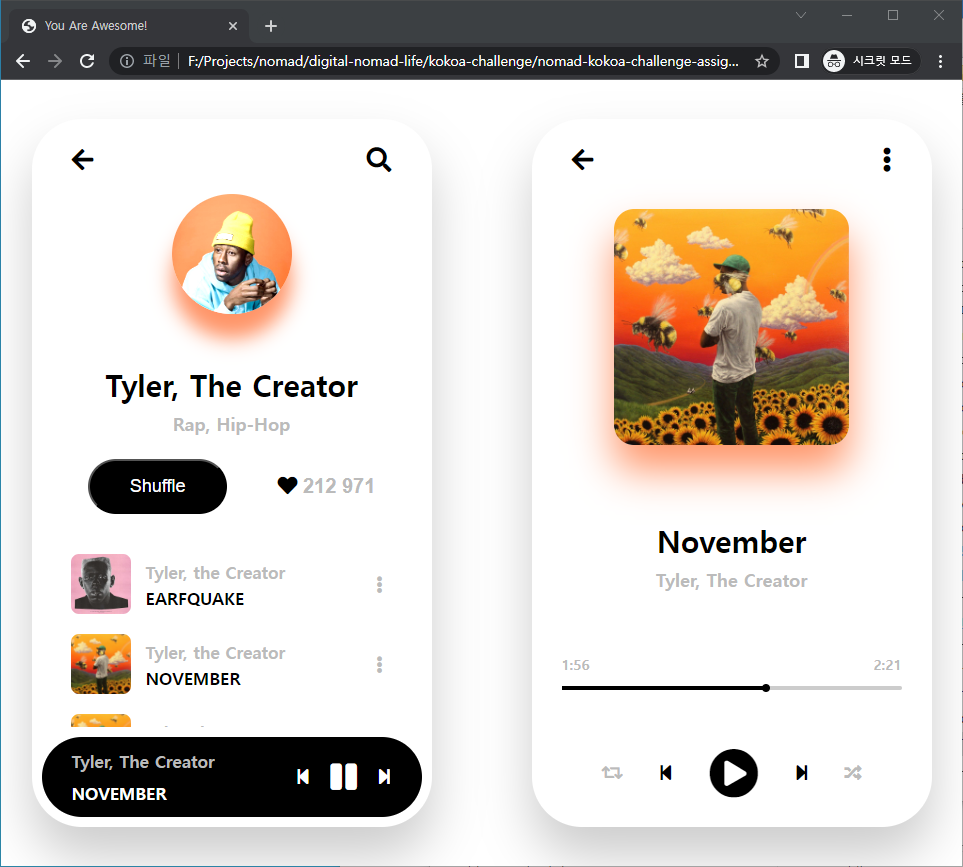 You Are Awesome!
파일 F:/Projects/nomad/digital-nomad-life/kokoa-challenge/nomad-kokoa-challenge-assig...
시크릿 모드
Tyler, The Creator
Rap, Hip-Hop
Shuffle
212 971
Tyler, the Creator
EARFQUAKE
Tyler, the Creator
NOVEMBER
Tyler, The Creator
NOVEMBER
November
Tyler, The Creator
1:56
2:21